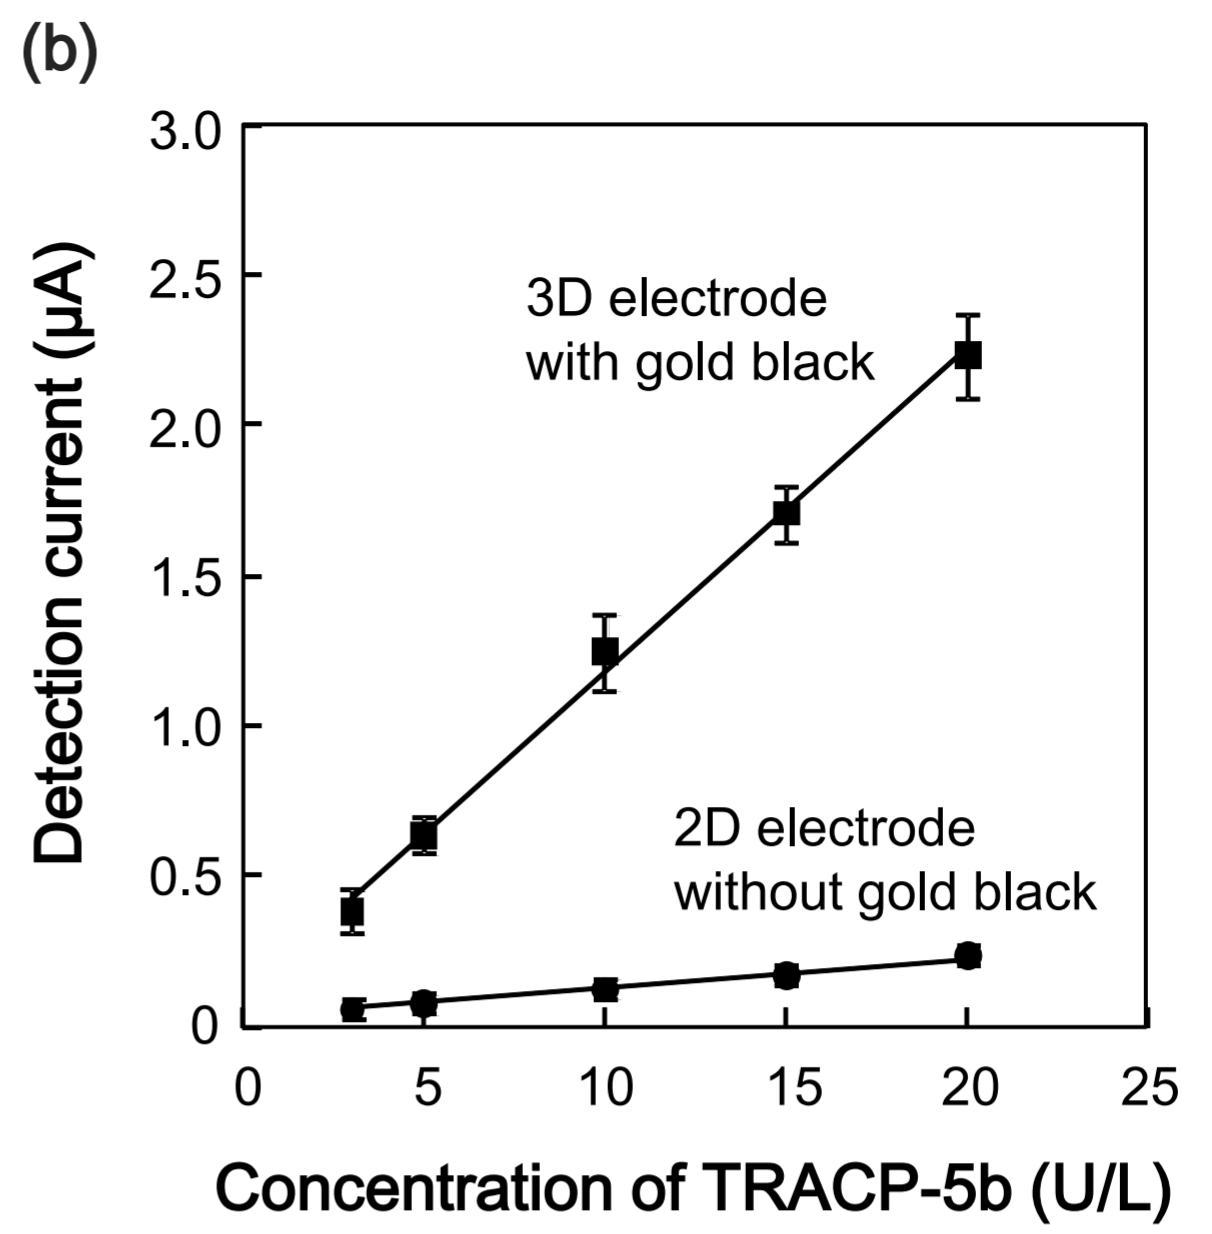 (b)
3.0
2.5
2.0
1.5
1.0
0.5
0
Detection current (μA)
3D electrode
with gold black
2D electrode
without gold black
0 5 10 15 20 25
Concentration of TRACP-5b (U/L)